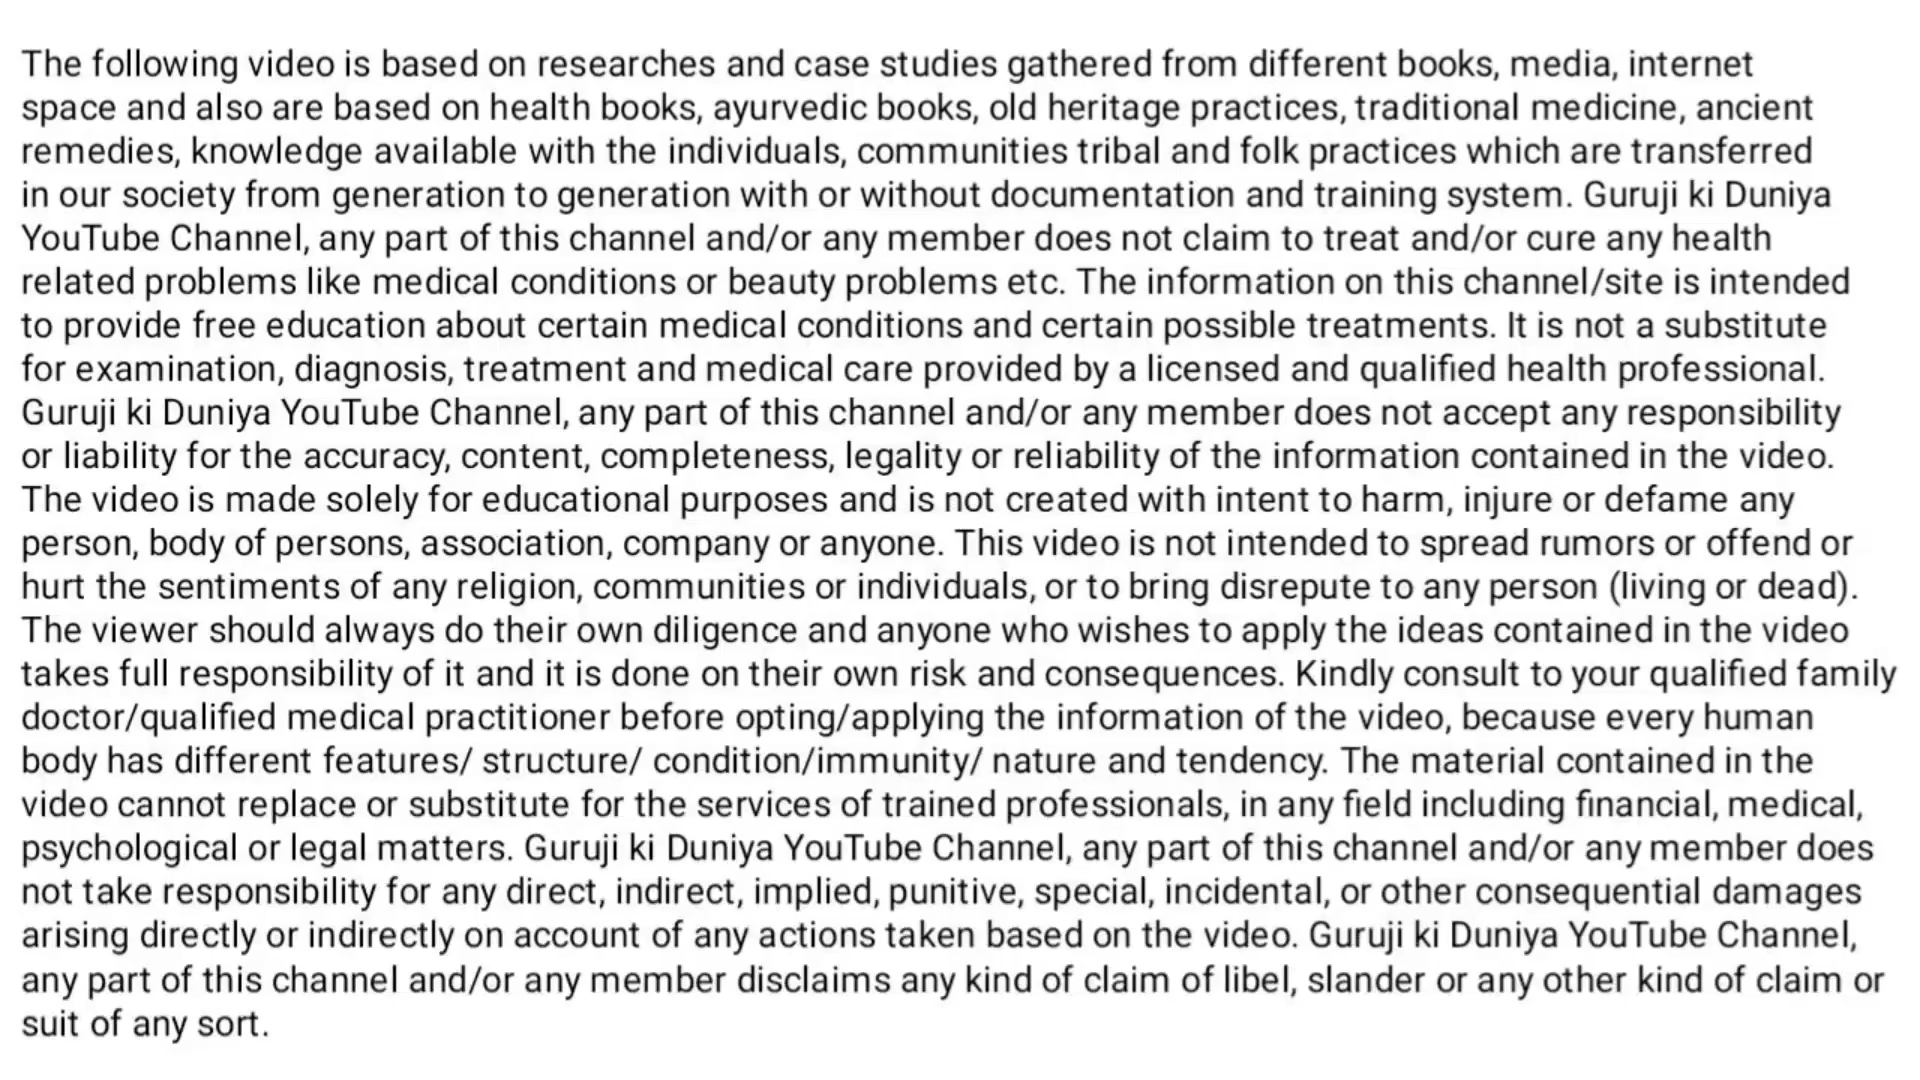 The following video is based on researches and case studies gathered from different books, media, internet
space and also are based on health books, ayurvedic books, old heritage practices, traditional medicine, ancient
remedies, knowledge available with the individuals, communities tribal and folk practices which are transferred
in our society from generation to generation with or without documentation and training system. Guruji ki Duniya
YouTube Channel, any part of this channel and/or any member does not claim to treat and/or cure any health
related problems like medical conditions or beauty problems etc. The information on this channel/site is intended
to provide free education about certain medical conditions and certain possible treatments. It is not a substitute
for examination, diagnosis, treatment and medical care provided by a licensed and qualified health professional.
Guruji ki Duniya YouTube Channel, any part of this channel and/or any member does not accept any responsibility
or liability for the accuracy, content, completeness, legality or reliability of the information contained in the video.
The video is made solely for educational purposes and is not created with intent to harm, injure or defame any
person, body of persons, association, company or anyone. This video is not intended to spread rumors or offend or
hurt the sentiments of any religion, communities or individuals, or to bring disrepute to any person (living or dead).
The viewer should always do their own diligence and anyone who wishes to apply the ideas contained in the video
takes full responsibility of it and it is done on their own risk and consequences. Kindly consult to your qualified family
doctor/qualified medical practitioner before opting/applying the information of the video, because every human
body has different features/ structure/ condition/immunity/ nature and tendency. The material contained in the
video cannot replace or substitute for the services of trained professionals, in any field including financial, medical,
psychological or legal matters. Guruji ki Duniya YouTube Channel, any part of this channel and/or any member does
not take responsibility for any direct, indirect, implied, punitive, special, incidental, or other consequential damages
arising directly or indirectly on account of any actions taken based on the video. Guruji ki Duniya YouTube Channel,
any part of this channel and/or any member disclaims any kind of claim of libel, slander or any other kind of claim or
suit of any sort.